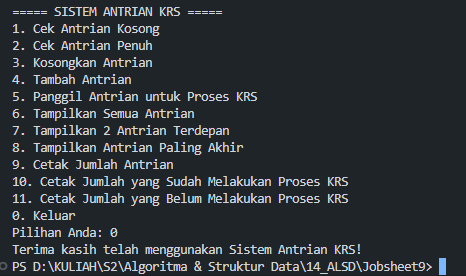 ===== SISTEM ANTRIAN KRS =====
1. Cek Antrian Kosong
2. Cek Antrian Penuh
3. Kosongkan Antrian
4. Tambah Antrian
5. Panggil Antrian untuk Proses KRS
6. Tampilkan Semua Antrian
7. Tampilkan 2 Antrian Terdepan
8. Tampilkan Antrian Paling Akhir
9. Cetak Jumlah Antrian
10. Cetak Jumlah yang Sudah Melakukan Proses KRS
11. Cetak Jumlah yang Belum Melakukan Proses KRS
0. Keluar
Pilihan Anda: 0
Terima kasih telah menggunakan Sistem Antrian KRS!
PS D:\KULIAH\S2\Algoritma & Struktur Data\14_ALSD\Jobsheet9>